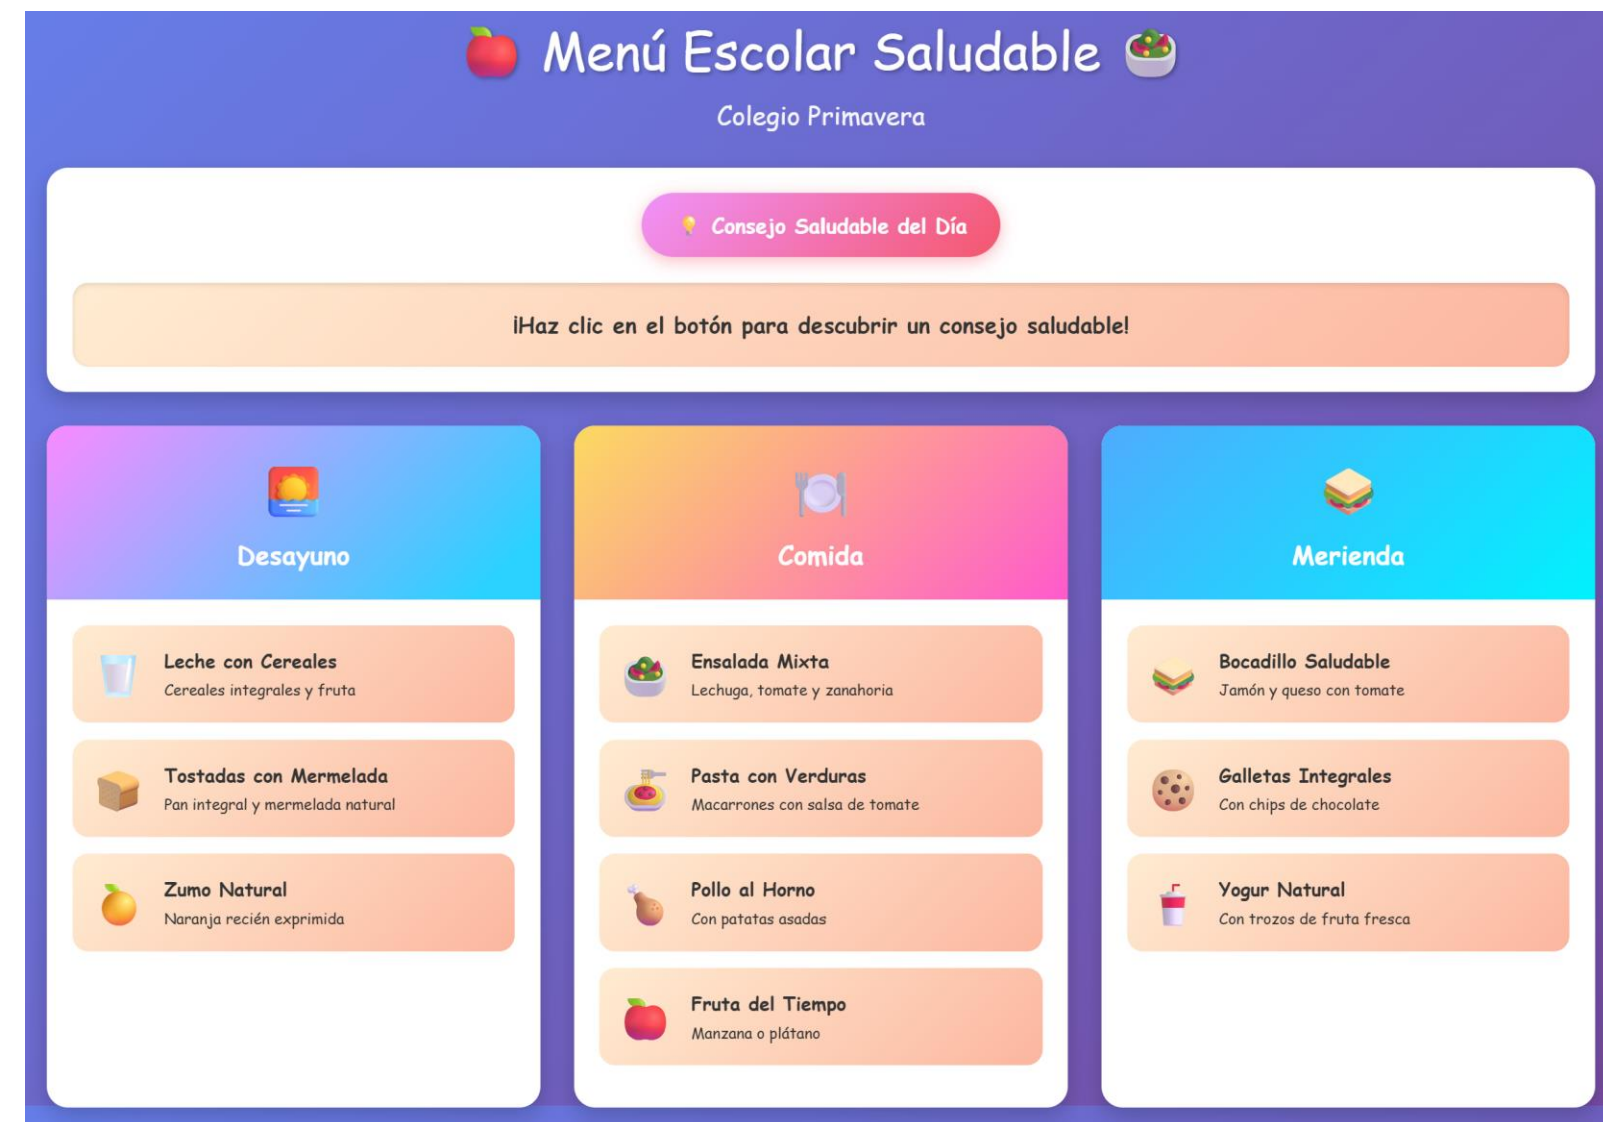 Menú Escolar Saludable
Colegio Primavera
Consejo Saludable del Día
¡Haz clic en el botón para descubrir un consejo saludable!
Desayuno
Leche con Cereales
Cereales integrales y fruta
Tostadas con Mermelada
Pan integral y mermelada natural
Zumo Natural
Naranja recién exprimida
Comida
Ensalada Mixta
Lechuga, tomate y zanahoria
Pasta con Verduras
Macarrones con salsa de tomate
Pollo al Horno
Con patatas asadas
Fruta del Tiempo
Manzana o plátano
Merienda
Bocadillo Saludable
Jamón y queso con tomate
Galletas Integrales
Con chips de chocolate
Yogur Natural
Con trozos de fruta fresca